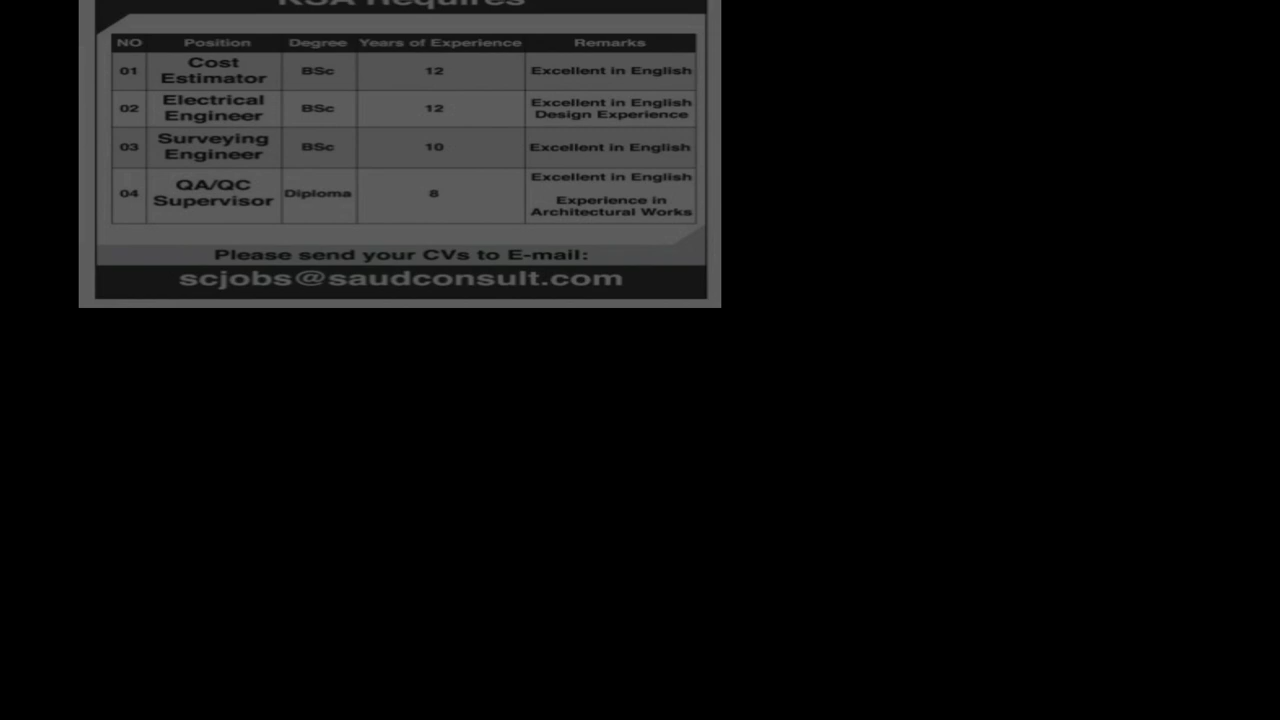 KSA Requires
NO Position Degree Years of Experience Remarks
01 Cost Estimator BSc 12 Excellent in English
02 Electrical Engineer BSc 12 Excellent in English Design Experience
03 Surveying Engineer BSc 10 Excellent in English
04 QA/QC Supervisor Diploma 8 Excellent in English Experience in Architectural Works
Please send your CVs to E-mail:
scjobs@saudconsult.com